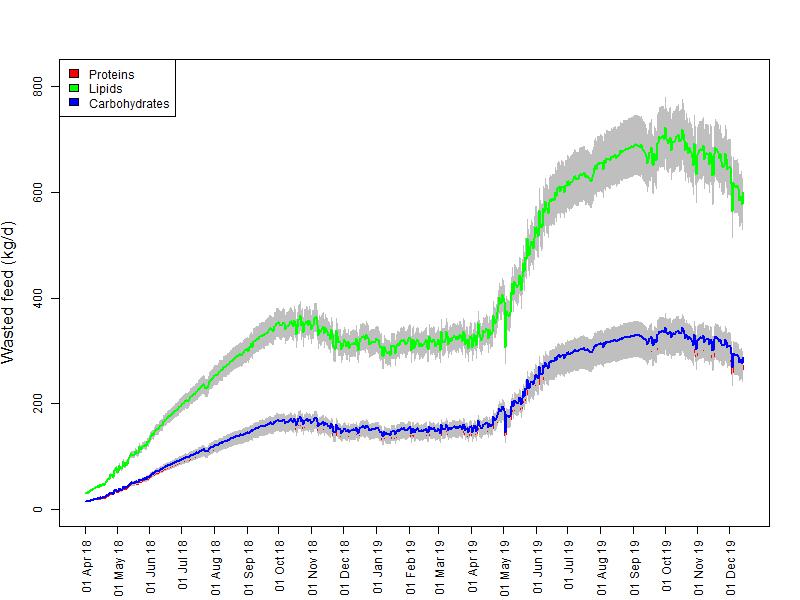 Proteins
Lipids
Carbohydrates
Wasted feed (kg/d)
800
600
400
200
0
01 Apr 18
01 May 18
01 Jun 18
01 Jul 18
01 Aug 18
01 Sep 18
01 Oct 18
01 Nov 18
01 Dec 18
01 Jan 19
01 Feb 19
01 Mar 19
01 Apr 19
01 May 19
01 Jun 19
01 Jul 19
01 Aug 19
01 Sep 19
01 Oct 19
01 Nov 19
01 Dec 19